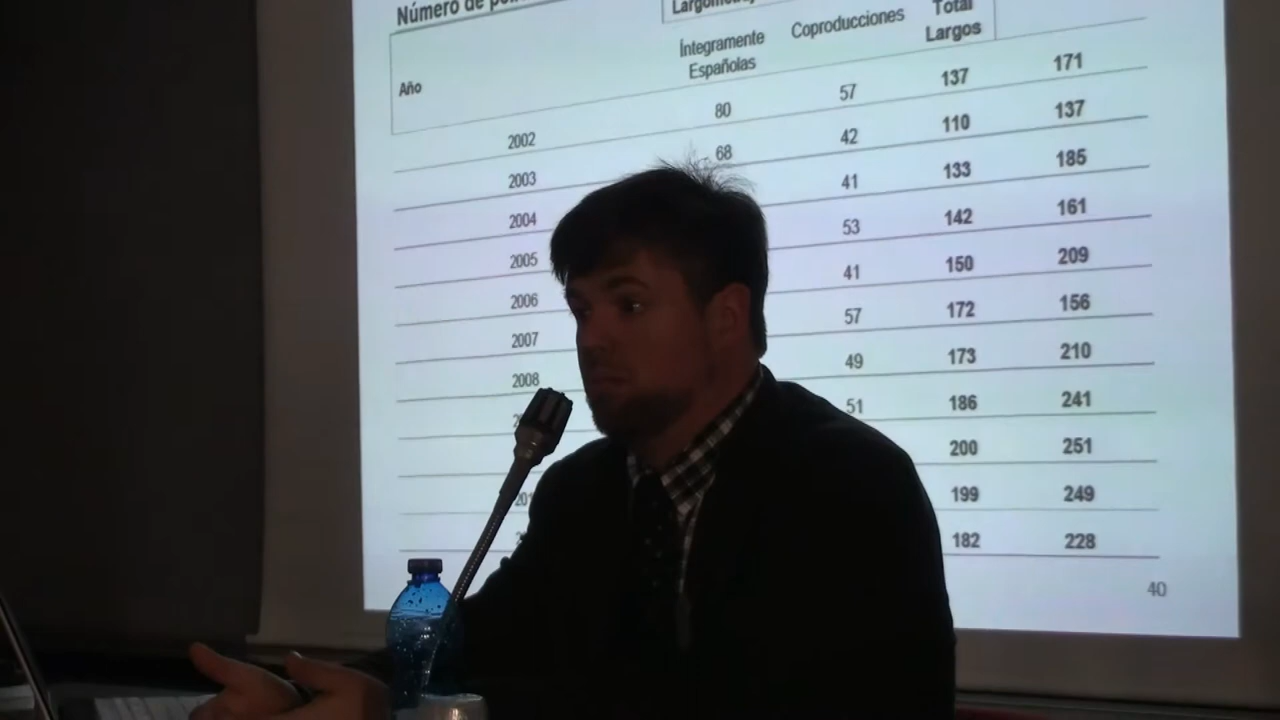 Número de
Total
Coproducciones Largos
Íntegramente
Españolas
Año
2002 80 57 137 171
2003 68 42 110 137
2004 41 133 185
2005 53 142 161
2006 41 150 209
2007 57 172 156
2008 49 173 210
51 186 241
200 251
199 249
182 228
40